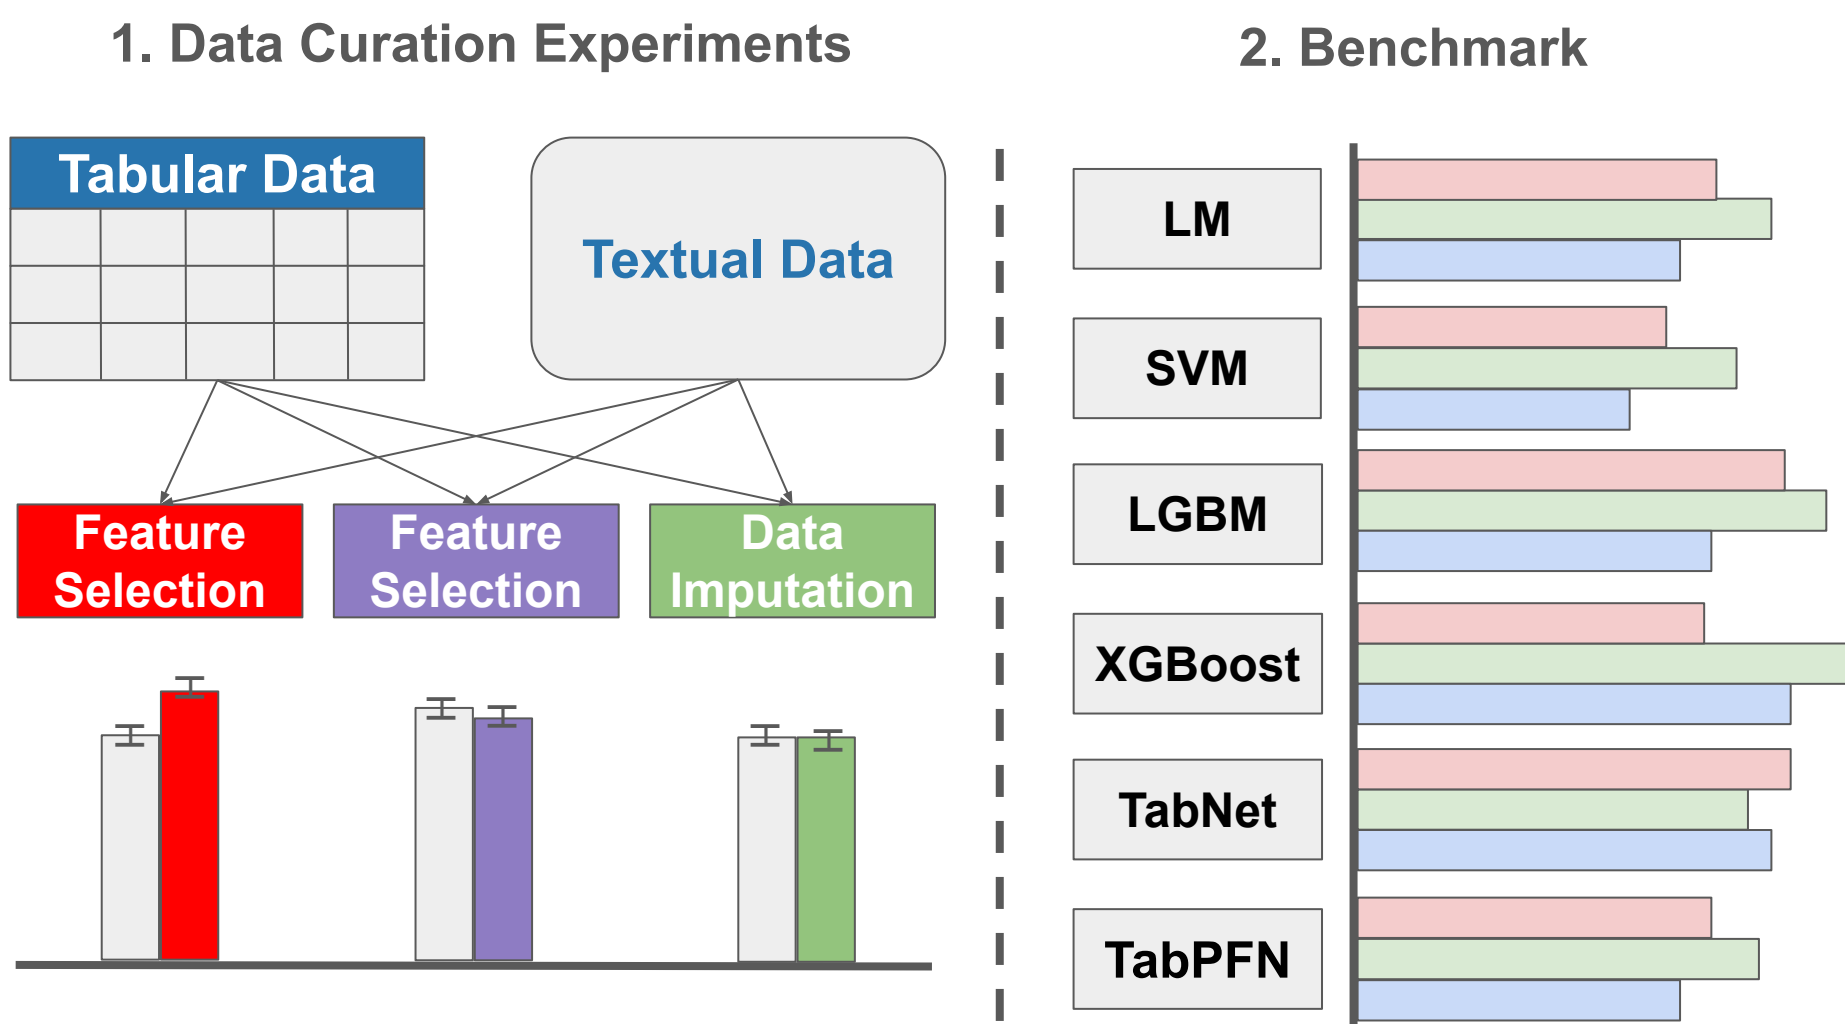 1. Data Curation Experiments
Tabular Data
Textual Data
Feature
Selection
Feature
Selection
Data
Imputation
2. Benchmark
LM
SVM
LGBM
XGBoost
TabNet
TabPFN